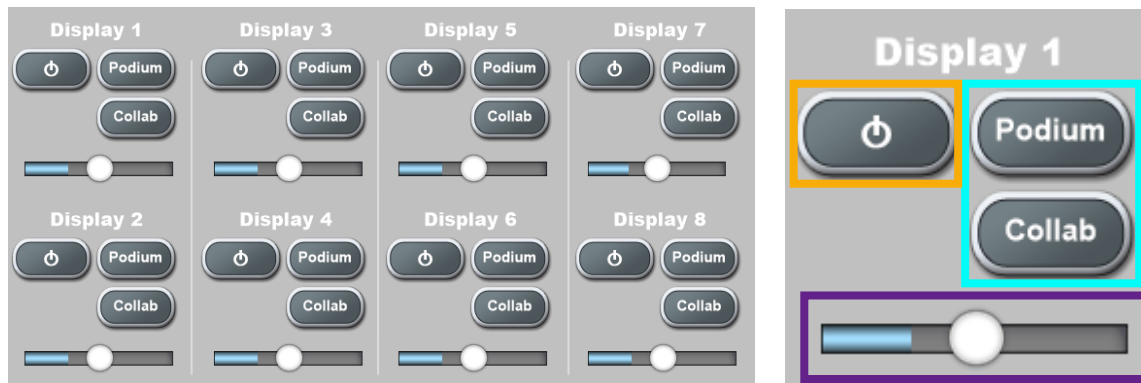 Display 1 Display 3 Display 5 Display 7
Podium Podium Podium Podium
Collab Collab Collab Collab
Display 2 Display 4 Display 6 Display 8
Podium Podium Podium Podium
Collab Collab Collab Collab
Display 1
Podium
Collab